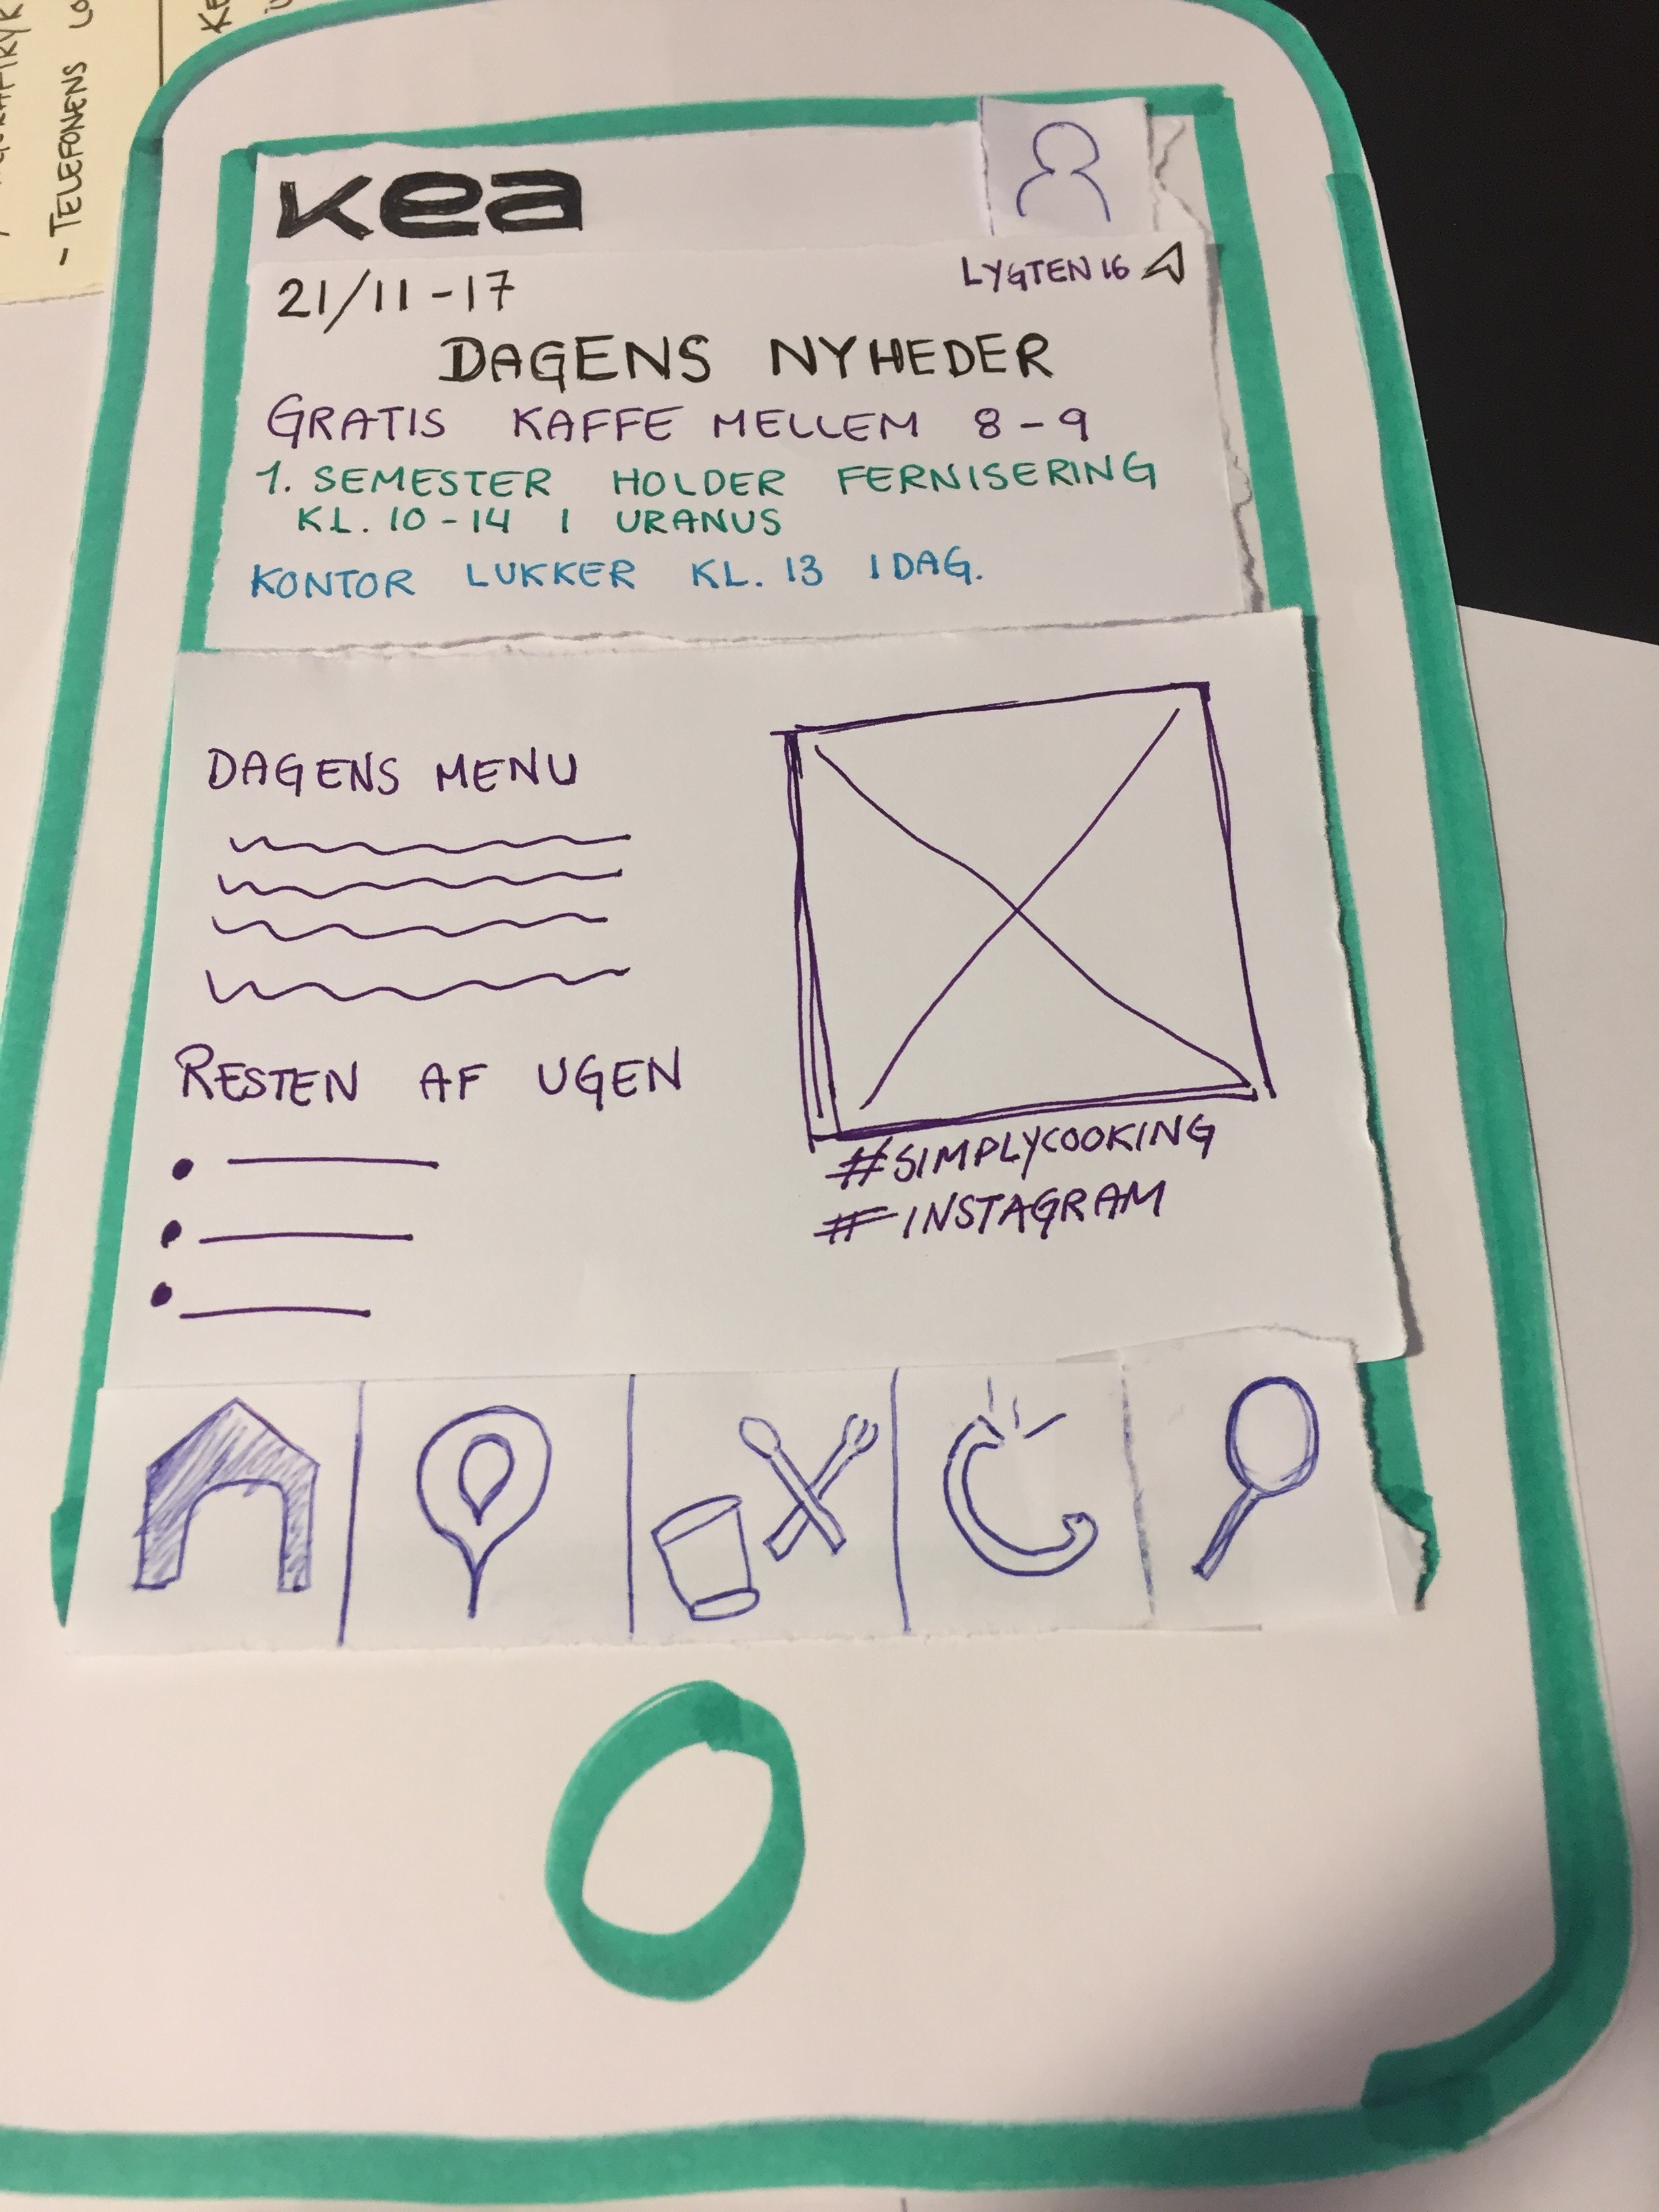 - TELEFONENS
kea
21/11-17
LYGTEN 16
DAGENS NYHEDER
GRATIS KAFFE MELLEM 8-9
1. SEMESTER HOLDER FERNISERING
KL. 10-14 I URANUS
KONTOR LUKKER KL. 13 IDAG.
DAGENS MENU
RESTEN AF UGEN
#SIMPLYCOOKING
#INSTAGRAM